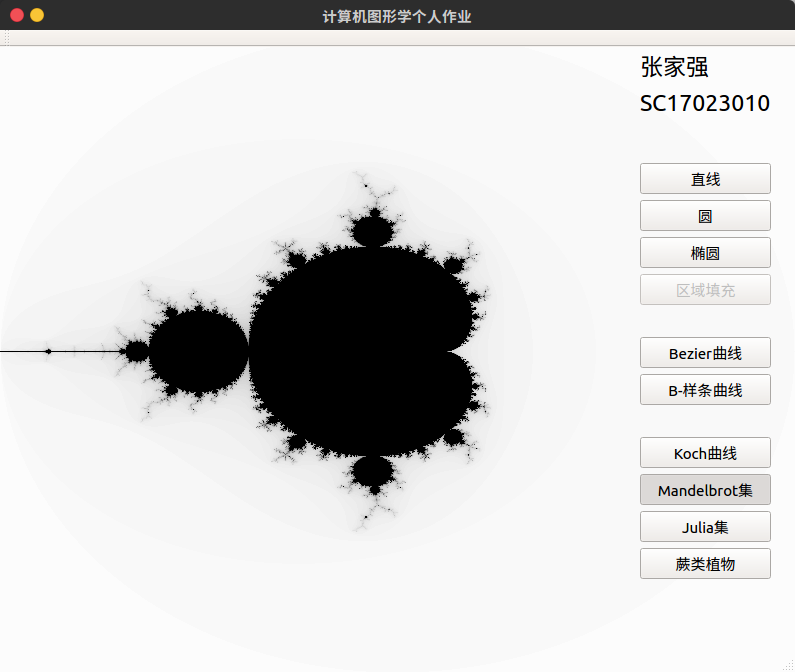 计算机图形学个人作业
张家强
SC17023010
直线
圆
椭圆
区域填充
Bezier曲线
B-样条曲线
Koch曲线
Mandelbrot集
Julia集
蕨类植物